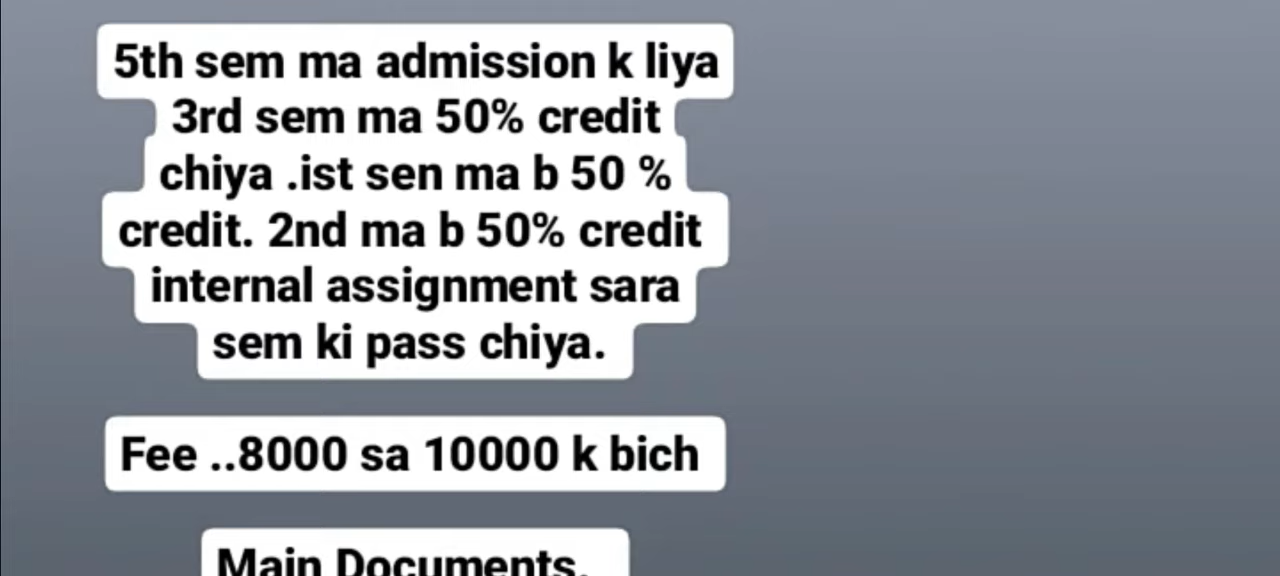 5th sem ma admission k liya
3rd sem ma 50% credit
chiya .ist sen ma b 50 %
credit. 2nd ma b 50% credit
internal assignment sara
sem ki pass chiya.
Fee ..8000 sa 10000 k bich
Main Documents.